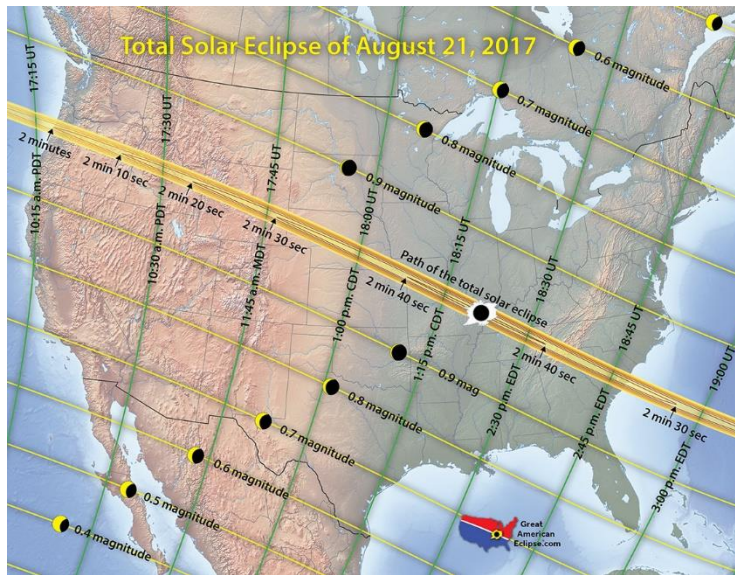 Total Solar Eclipse of August 21, 2017
17:15 UT
17:30 UT
17:45 UT
18:00 UT
18:15 UT
18:30 UT
18:45 UT
19:00 UT
0.6 magnitude
0.7 magnitude
0.8 magnitude
0.9 magnitude
Path of the total solar eclipse
2 minutes
2 min 10 sec
2 min 20 sec
2 min 30 sec
2 min 40 sec
2 min 40 sec
2 min 30 sec
10:15 a.m. PDT
10:30 a.m. PDT
11:45 a.m. MDT
1:00 p.m. CDT
1:15 p.m. CDT
2:30 p.m. EDT
2:45 p.m. EDT
3:00 p.m. EDT
0.9 mag
0.8 magnitude
0.7 magnitude
0.6 magnitude
0.5 magnitude
0.4 magnitude
Great
American
Eclipse.com